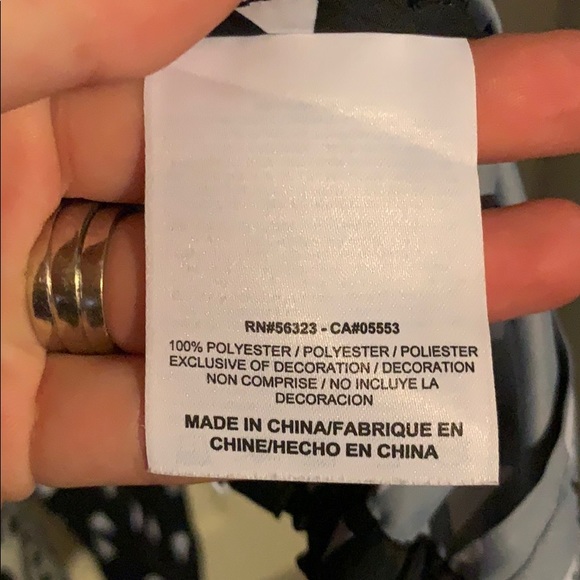 RN#56323 - CA#05553
100% POLYESTER / POLYESTER / POLIESTER
EXCLUSIVE OF DECORATION / DECORATION
NON COMPRISE / NO INCLUYE LA
DECORACION
MADE IN CHINA/FABRIQUE EN
CHINE/HECHO EN CHINA